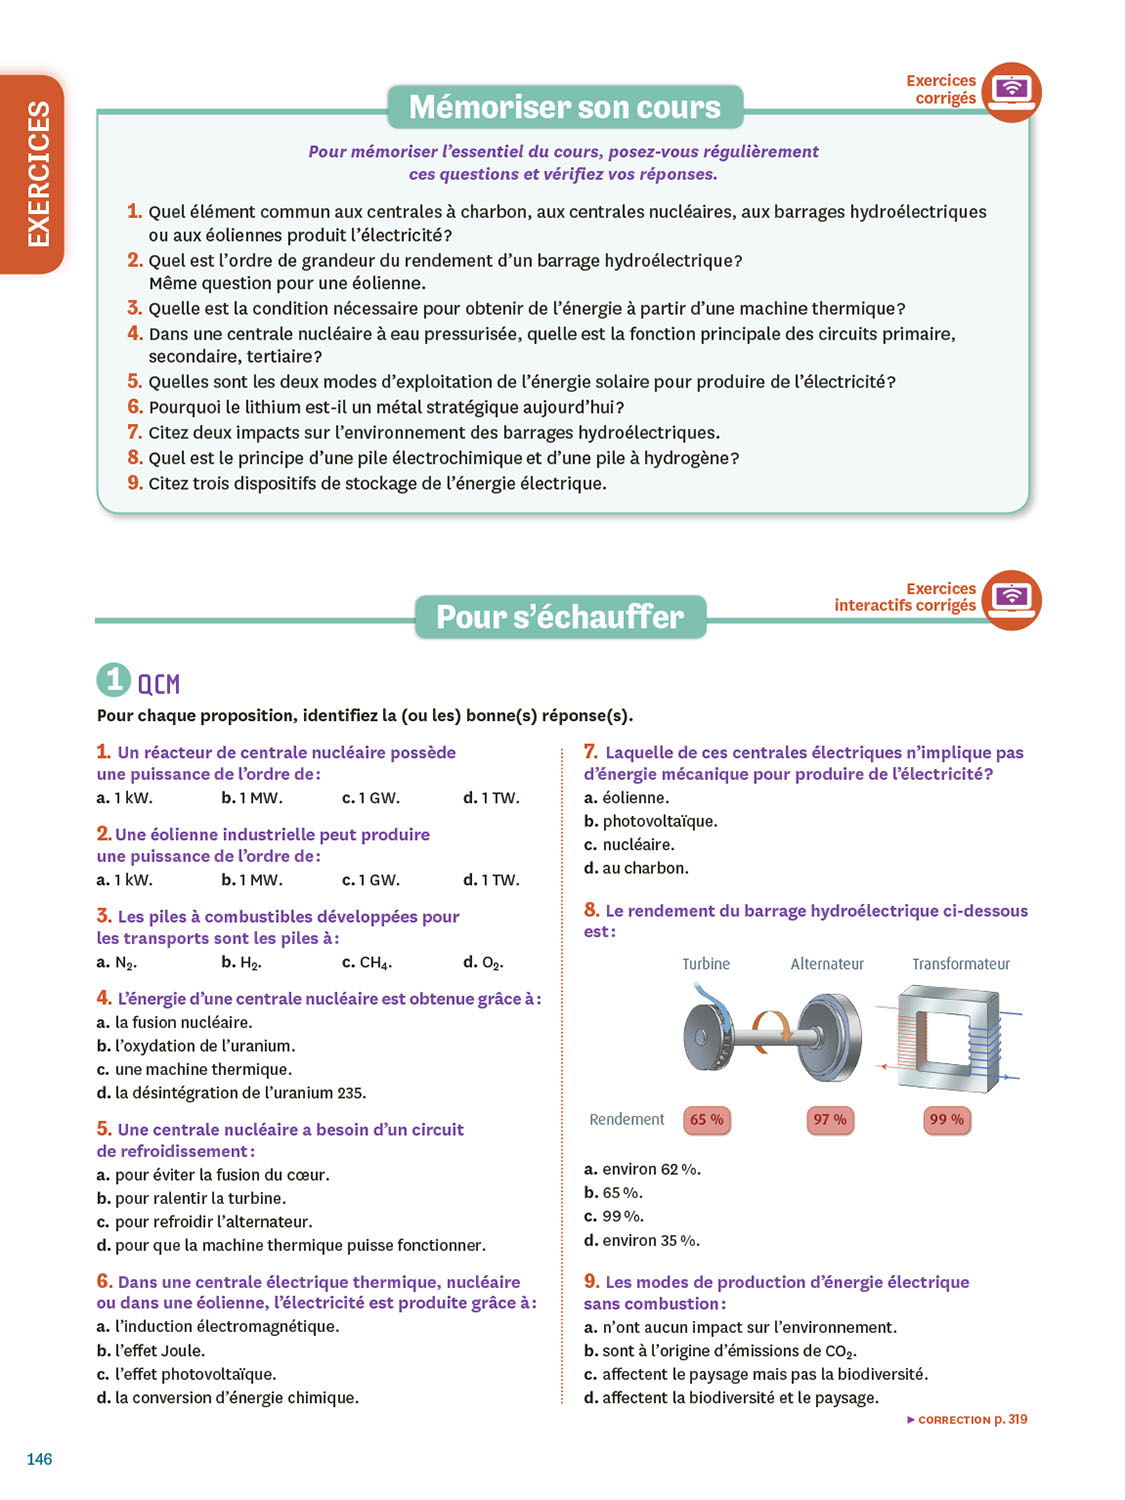 EXERCICES
Exercices
corrigés
Mémoriser son cours
Pour mémoriser l'essentiel du cours, posez-vous régulièrement
ces questions et vérifiez vos réponses.
1. Quel élément commun aux centrales à charbon, aux centrales nucléaires, aux barrages hydroélectriques
ou aux éoliennes produit l'électricité ?
2. Quel est l'ordre de grandeur du rendement d'un barrage hydroélectrique ?
Même question pour une éolienne.
3. Quelle est la condition nécessaire pour obtenir de l'énergie à partir d'une machine thermique ?
4. Dans une centrale nucléaire à eau pressurisée, quelle est la fonction principale des circuits primaire,
secondaire, tertiaire ?
5. Quelles sont les deux modes d'exploitation de l'énergie solaire pour produire de l'électricité ?
6. Pourquoi le lithium est-il un métal stratégique aujourd'hui ?
7. Citez deux impacts sur l'environnement des barrages hydroélectriques.
8. Quel est le principe d'une pile électrochimique et d'une pile à hydrogène ?
9. Citez trois dispositifs de stockage de l'énergie électrique.
Exercices
interactifs corrigés
Pour s'échauffer
1 QCM
Pour chaque proposition, identifiez la (ou les) bonne(s) réponse(s).
1. Un réacteur de centrale nucléaire possède
une puissance de l'ordre de :
a. 1 kW. b. 1 MW. c. 1 GW. d. 1 TW.
2. Une éolienne industrielle peut produire
une puissance de l'ordre de :
a. 1 kW. b. 1 MW. c. 1 GW. d. 1 TW.
3. Les piles à combustibles développées pour
les transports sont les piles à :
a. N₂. b. H₂. c. CH₄. d. O₂.
4. L'énergie d'une centrale nucléaire est obtenue grâce à :
a. la fusion nucléaire.
b. l'oxydation de l'uranium.
c. une machine thermique.
d. la désintégration de l'uranium 235.
5. Une centrale nucléaire a besoin d'un circuit
de refroidissement :
a. pour éviter la fusion du cœur.
b. pour ralentir la turbine.
c. pour refroidir l'alternateur.
d. pour que la machine thermique puisse fonctionner.
6. Dans une centrale électrique thermique, nucléaire
ou dans une éolienne, l'électricité est produite grâce à :
a. l'induction électromagnétique.
b. l'effet Joule.
c. l'effet photovoltaïque.
d. la conversion d'énergie chimique.
7. Laquelle de ces centrales électriques n'implique pas
d'énergie mécanique pour produire de l'électricité ?
a. éolienne.
b. photovoltaïque.
c. nucléaire.
d. au charbon.
8. Le rendement du barrage hydroélectrique ci-dessous
est :
Turbine Alternateur Transformateur
Rendement 65 % 97 % 99 %
a. environ 62 %.
b. 65 %.
c. 99 %.
d. environ 35 %.
9. Les modes de production d'énergie électrique
sans combustion :
a. n'ont aucun impact sur l'environnement.
b. sont à l'origine d'émissions de CO₂.
c. affectent le paysage mais pas la biodiversité.
d. affectent la biodiversité et le paysage.
▶ CORRECTION p. 319
146